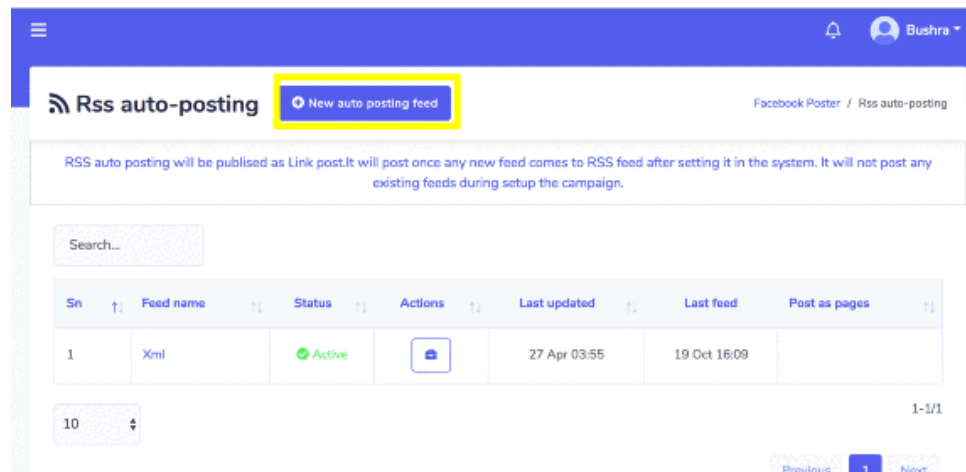 Bushra
Rss auto-posting
New auto posting feed
Facebook Poster / Rss auto-posting
RSS auto posting will be publised as Link post.It will post once any new feed comes to RSS feed after setting it in the system. It will not post any
existing feeds during setup the campaign.
Search...
Sn Feed name Status Actions Last updated Last feed Post as pages
1 Xml Active 27 Apr 03:55 19 Oct 16:09
1-1/1
10
Previous 1 Next